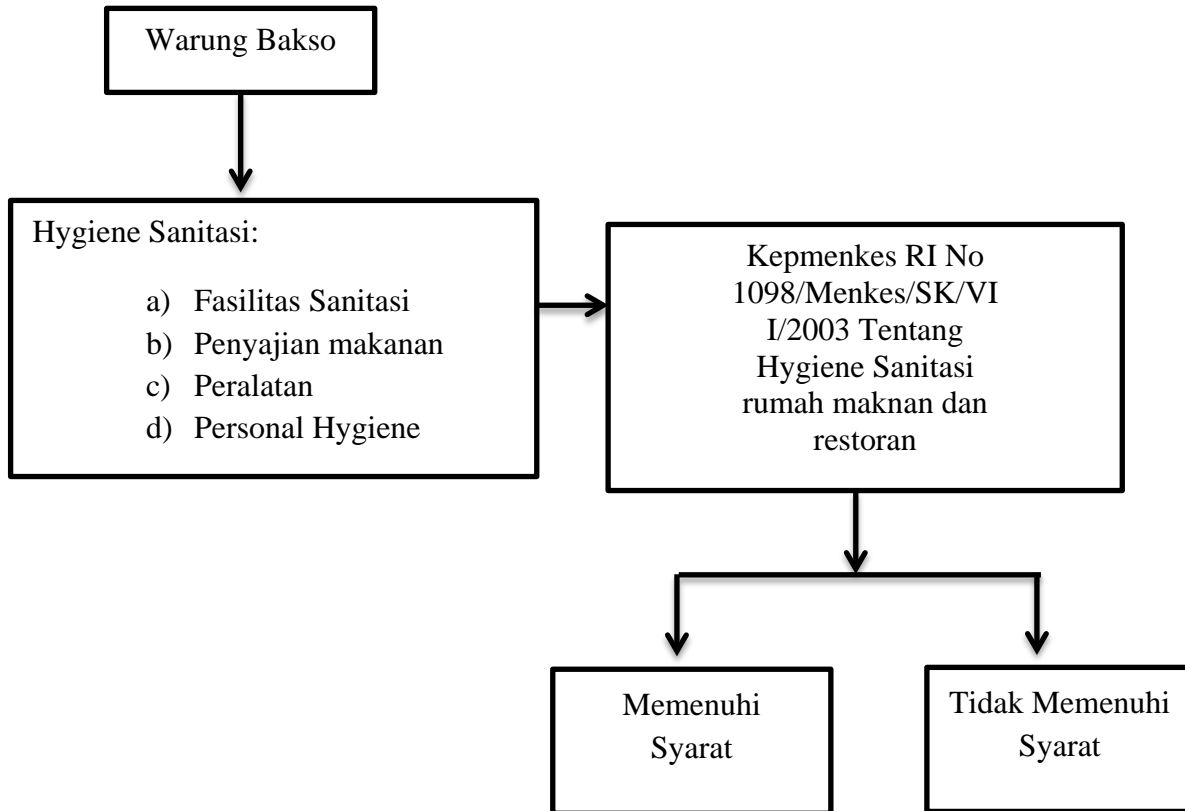 Warung Bakso
Hygiene Sanitasi:
a) Fasilitas Sanitasi
b) Penyajian makanan
c) Peralatan
d) Personal Hygiene
Kepmenkes RI No
1098/Menkes/SK/VI
I/2003 Tentang
Hygiene Sanitasi
rumah maknan dan
restoran
Memenuhi
Syarat
Tidak Memenuhi
Syarat